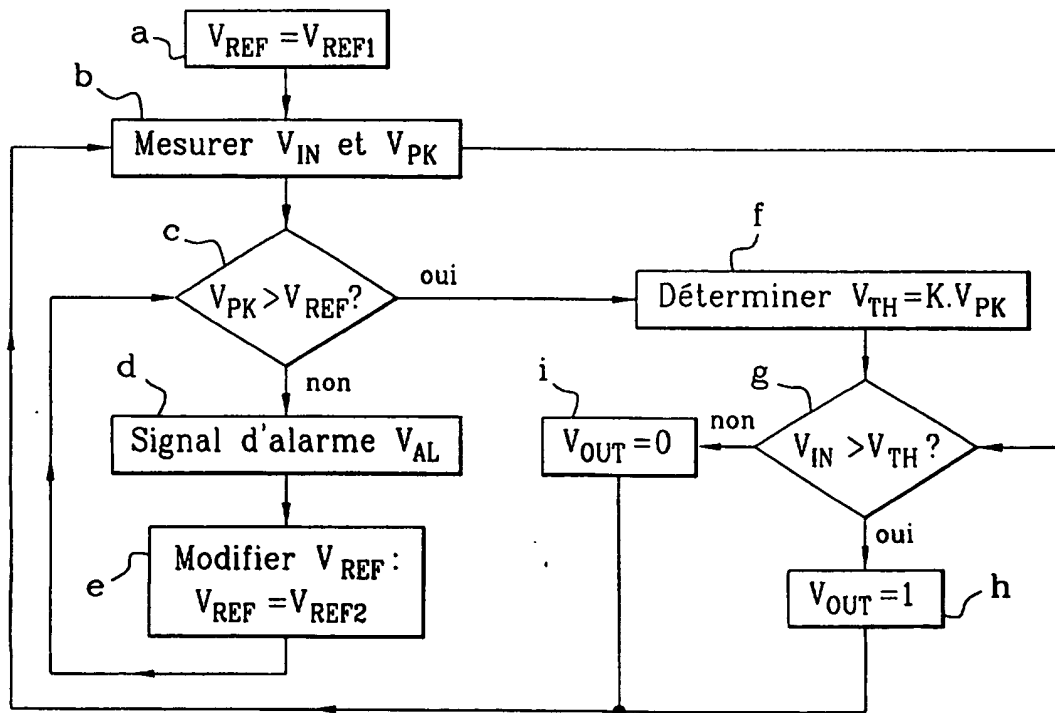 a
V_REF = V_REF1
b
Mesurer V_IN et V_PK
c
V_PK > V_REF?
oui
non
d
Signal d'alarme V_AL
e
Modifier V_REF :
V_REF = V_REF2
f
Déterminer V_TH = K.V_PK
g
V_IN > V_TH ?
non
oui
i
V_OUT = 0
V_OUT = 1
h